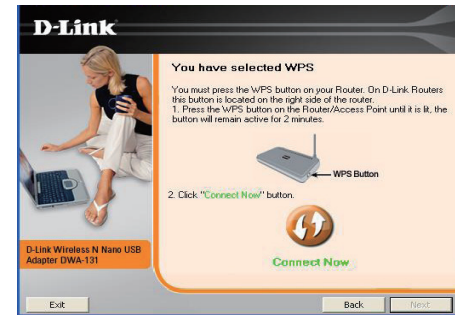 D-Link
You have selected WPS
You must press the WPS button on your Router. On D-Link Routers
this button is located on the right side of the router.
1. Press the WPS button on the Router/Access Point until it is lit, the
button will remain active for 2 minutes.
WPS Button
2. Click "Connect Now" button.
Connect Now
D-Link Wireless N Nano USB
Adapter DWA-131
Exit
Back
Next